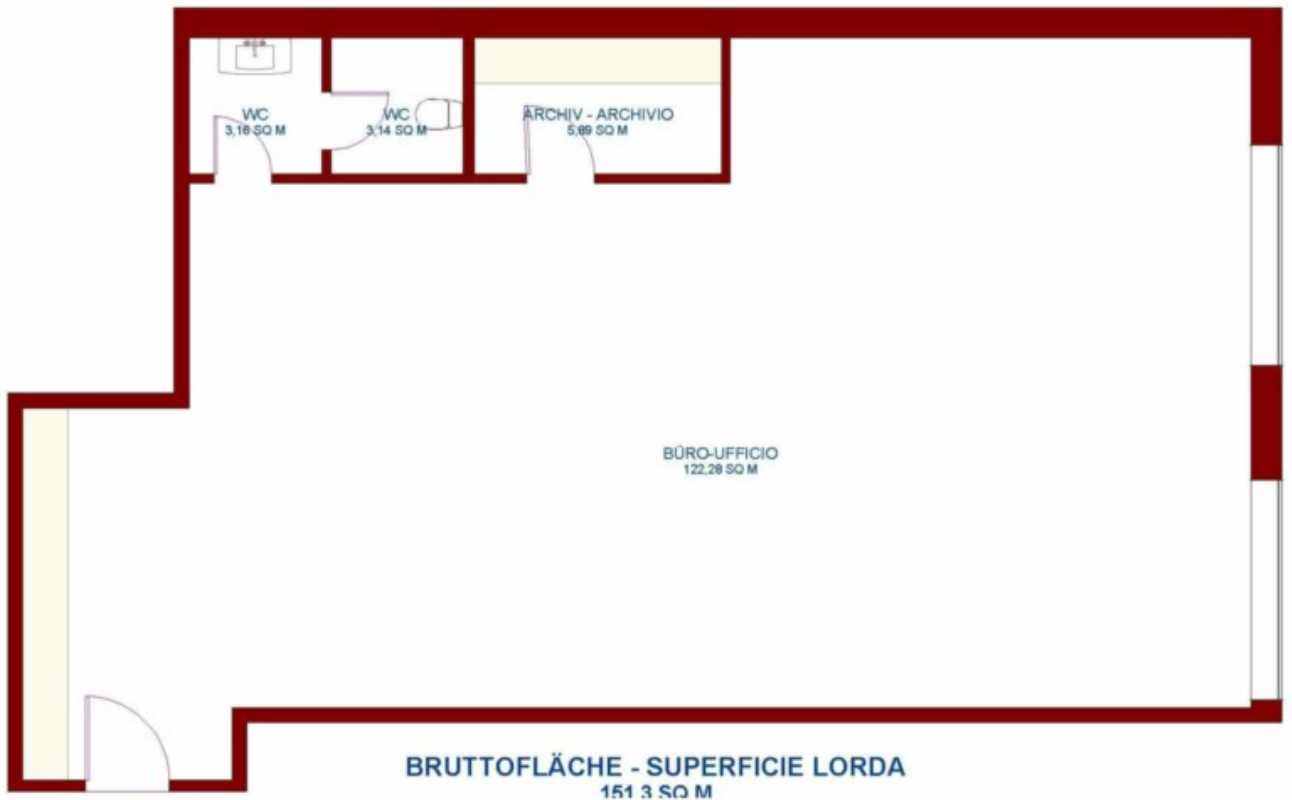 WC
3,16 SQ M
WC
3,14 SQ M
ARCHIV - ARCHIVIO
5,89 SQ M
BÜRO-UFFICIO
122,28 SQ M
BRUTTOFLÄCHE - SUPERFICIE LORDA
151,3 SQ M